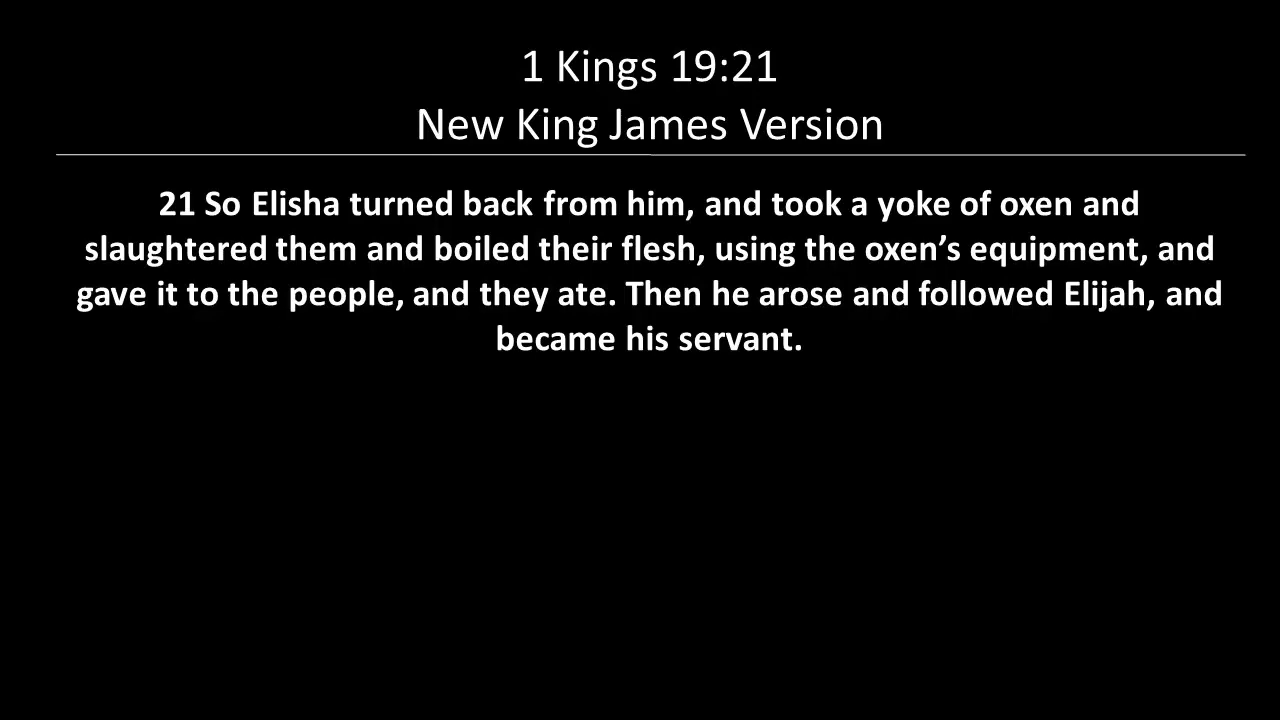 1 Kings 19:21
New King James Version
21 So Elisha turned back from him, and took a yoke of oxen and
slaughtered them and boiled their flesh, using the oxen’s equipment, and
gave it to the people, and they ate. Then he arose and followed Elijah, and
became his servant.